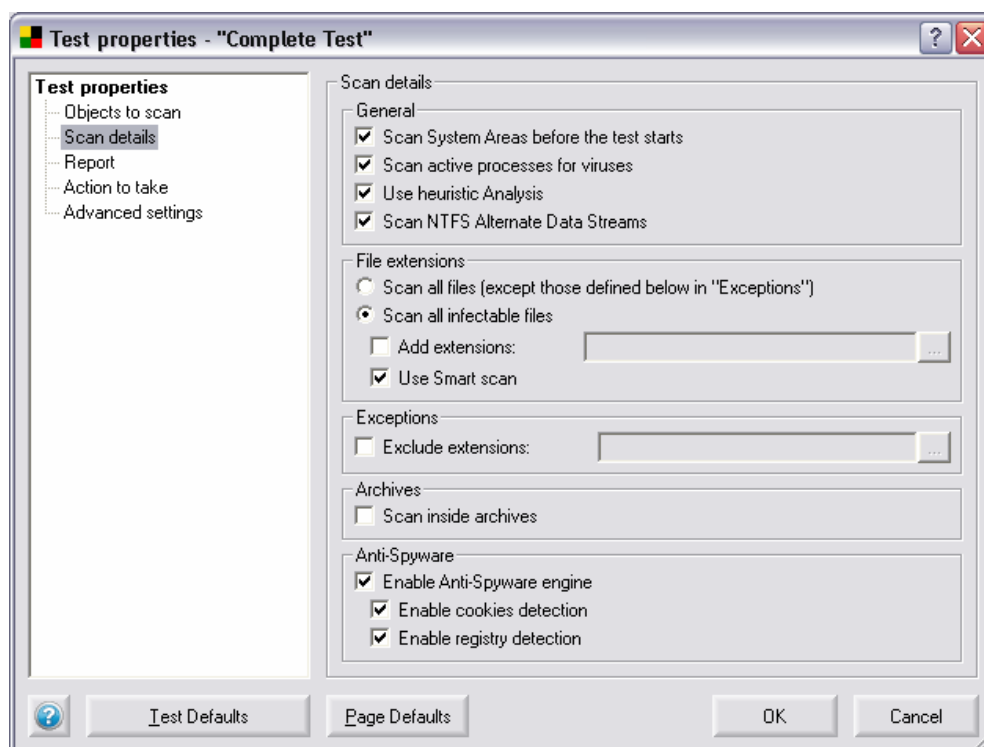 Test properties - "Complete Test"
?
Test properties
Objects to scan
Scan details
Report
Action to take
Advanced settings
Scan details
General
Scan System Areas before the test starts
Scan active processes for viruses
Use heuristic Analysis
Scan NTFS Alternate Data Streams
File extensions
Scan all files (except those defined below in "Exceptions")
Scan all infectable files
Add extensions:
...
Use Smart scan
Exceptions
Exclude extensions:
...
Archives
Scan inside archives
Anti-Spyware
Enable Anti-Spyware engine
Enable cookies detection
Enable registry detection
?
Test Defaults
Page Defaults
OK
Cancel